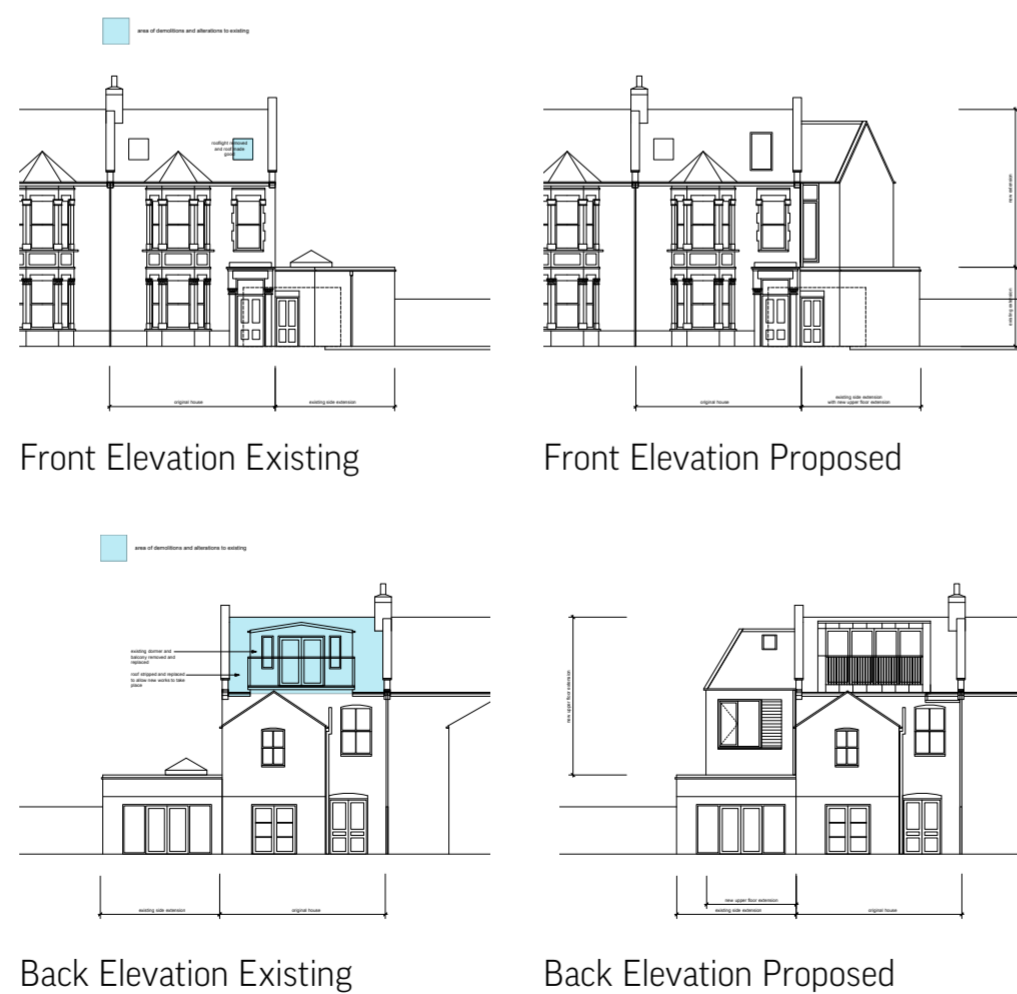 area of demolitions and alterations to existing
rooflight removed
and roof made
good
new extension
existing extension
original house
existing side extension
original house
existing side extension
with new upper floor extension
Front Elevation Existing
Front Elevation Proposed
area of demolitions and alterations to existing
existing dormer and
balcony removed and
replaced
roof stripped and replaced
to allow new works to take
place
new upper floor extension
existing side extension
original house
new upper floor extension
existing side extension
original house
Back Elevation Existing
Back Elevation Proposed